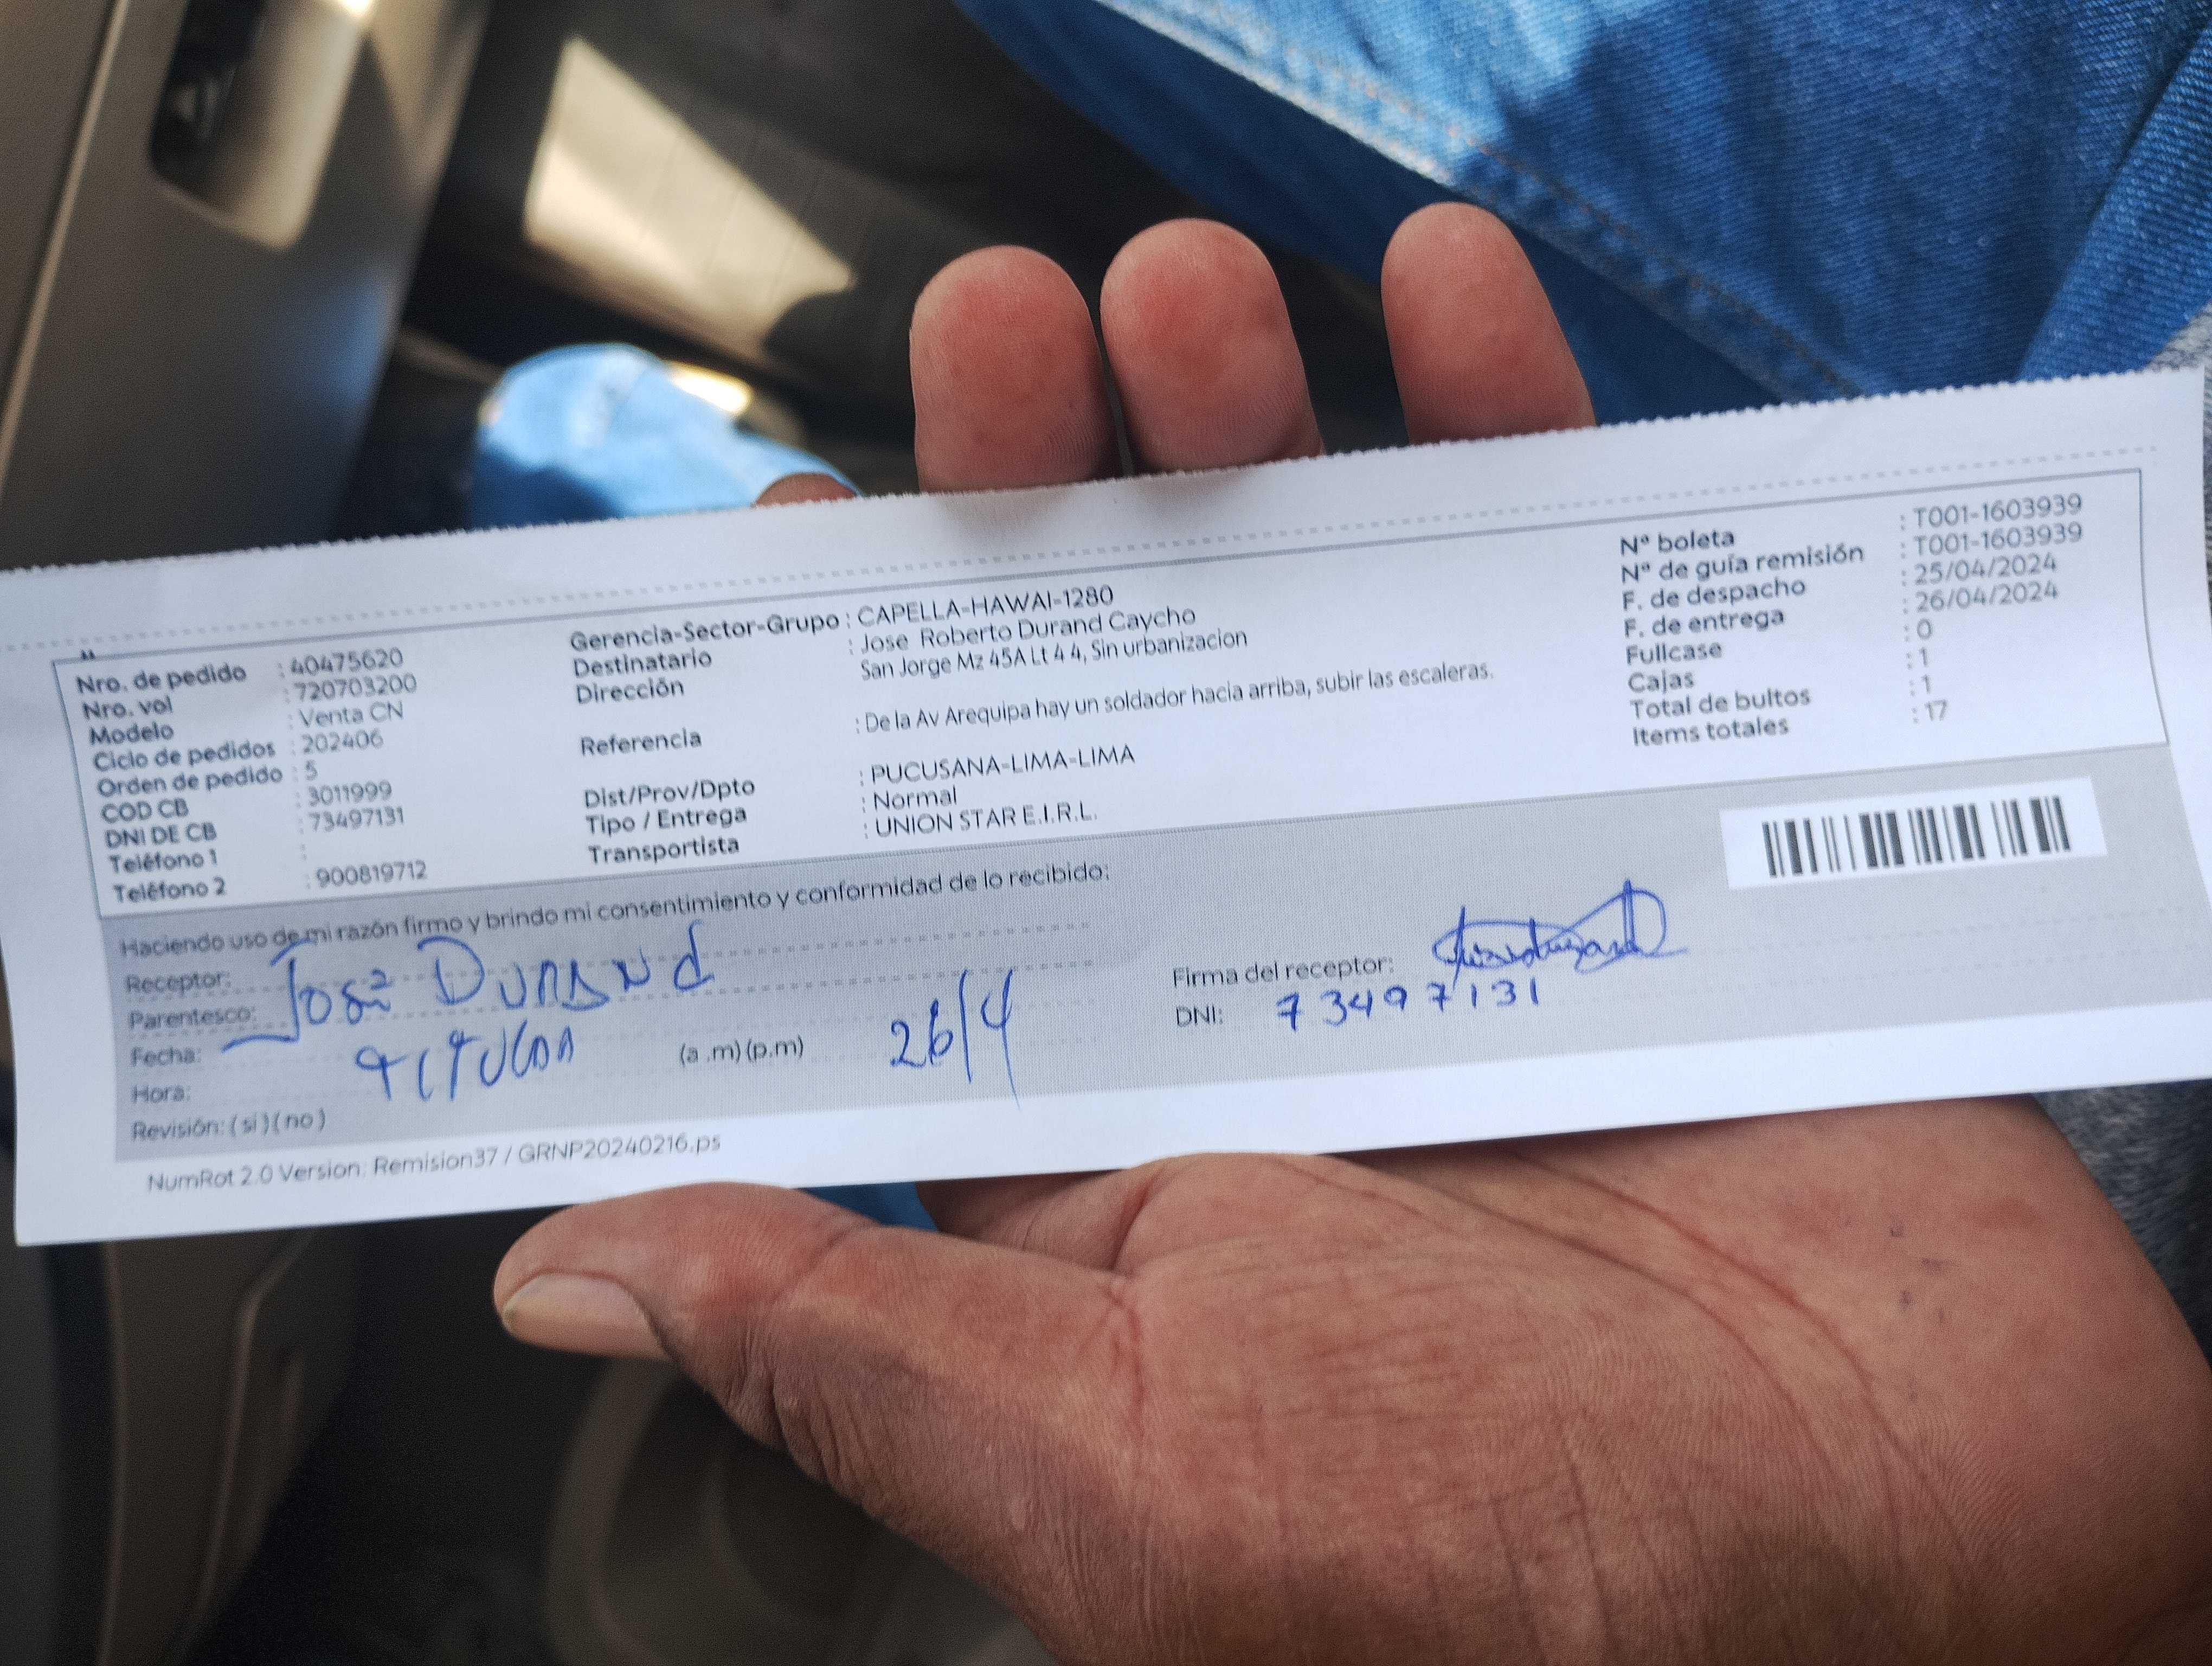 Nro. de pedido : 40475620
Nro. vol : 720703200
Modelo : Venta CN
Ciclo de pedidos : 202406
Orden de pedido : 5
COD CB : 3011999
DNI DE CB : 73497131
Teléfono 1 :
Teléfono 2 : 900819712
Gerencia-Sector-Grupo : CAPELLA-HAWAI-1280
Destinatario : Jose Roberto Durand Caycho
Dirección San Jorge Mz 45A Lt 4 4, Sin urbanizacion
Referencia : De la Av Arequipa hay un soldador hacia arriba, subir las escaleras.
Dist/Prov/Dpto : PUCUSANA-LIMA-LIMA
Tipo / Entrega : Normal
Transportista : UNION STAR E.I.R.L.
Nª boleta : T001-1603939
Nª de guía remisión : T001-1603939
F. de despacho : 25/04/2024
F. de entrega : 26/04/2024
Fullcase : 0
Cajas : 1
Total de bultos : 1
Items totales : 17
Haciendo uso de mi razón firmo y brindo mi consentimiento y conformidad de lo recibido:
Receptor: José DURAND
Parentesco:
Fecha: 26/4
Hora: (a .m) (p.m)
Revisión: ( si ) ( no )
Firma del receptor:
DNI: 73497131
NumRot 2.0 Version: Remision37 / GRNP20240216.ps